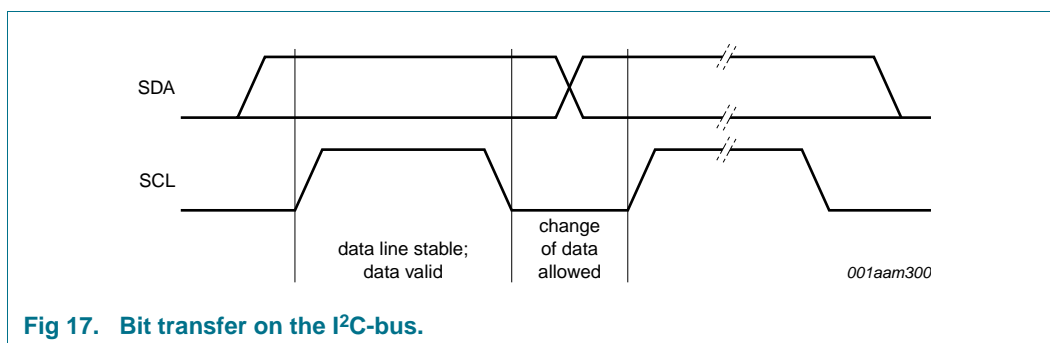 SDA
SCL
data line stable;
data valid
change
of data
allowed
001aam300
Fig 17. Bit transfer on the I²C-bus.